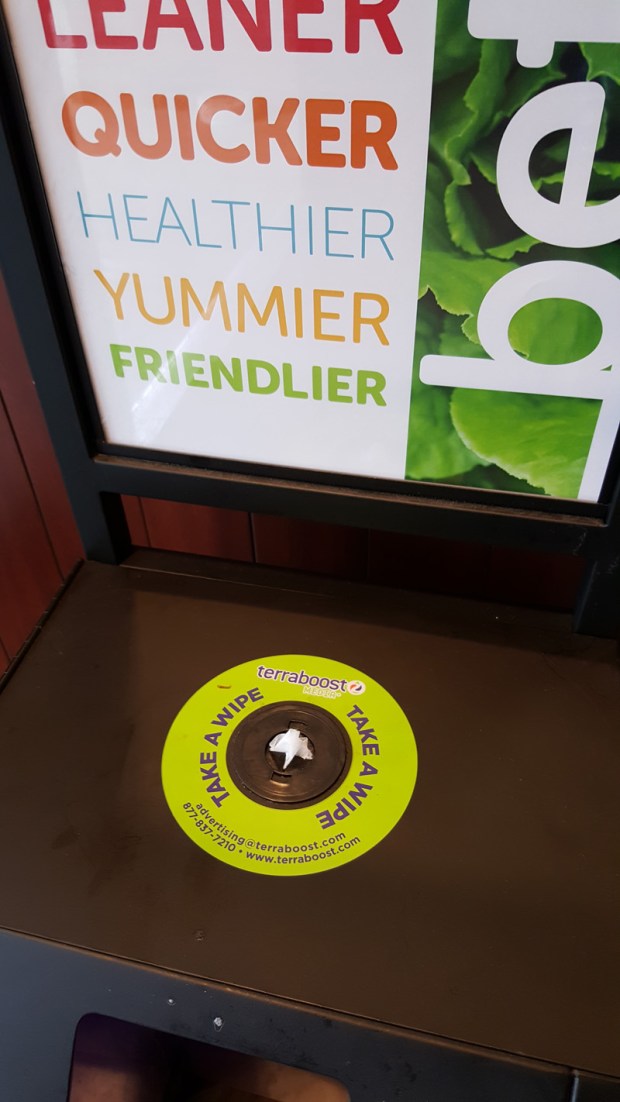 LEANER
QUICKER
HEALTHIER
YUMMIER
FRIENDLIER
be
terraboost
MEDIA
TAKE A WIPE
TAKE A WIPE
advertising@terraboost.com
877-837-7210 • www.terraboost.com